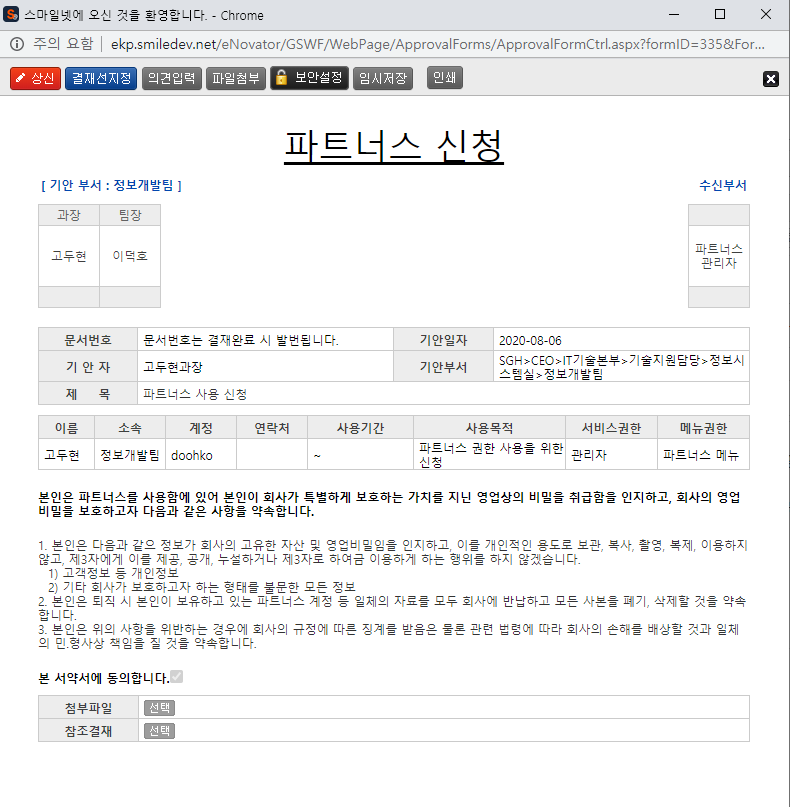 스마일넷에 오신 것을 환영합니다. - Chrome
주의 요함 | ekp.smiledev.net/eNovator/GSWF/WebPage/ApprovalForms/ApprovalFormCtrl.aspx?formID=335&For...
상신 결재선지정 의견입력 파일첨부 보안설정 임시저장 인쇄
파트너스 신청
[ 기안 부서 : 정보개발팀 ] 수신부서
과장 팀장
고두현 이덕호 파트너스
관리자
문서번호 문서번호는 결재완료 시 발번됩니다. 기안일자 2020-08-06
기 안 자 고두현과장 기안부서 SGH>CEO>IT기술본부>기술지원담당>정보시
스템실>정보개발팀
제 목 파트너스 사용 신청
이름 소속 계정 연락처 사용기간 사용목적 서비스권한 메뉴권한
고두현 정보개발팀 doohko ~ 파트너스 권한 사용을 위한 관리자 파트너스 메뉴
신청
본인은 파트너스를 사용함에 있어 본인이 회사가 특별하게 보호하는 가치를 지닌 영업상의 비밀을 취급함을 인지하고, 회사의 영업
비밀을 보호하고자 다음과 같은 사항을 약속합니다.
1. 본인은 다음과 같으 정보가 회사의 고유한 자산 및 영업비밀임을 인지하고, 이를 개인적인 용도로 보관, 복사, 촬영, 복제, 이용하지
않고, 제3자에게 이를 제공, 공개, 누설하거나 제3자로 하여금 이용하게 하는 행위를 하지 않겠습니다.
1) 고객정보 등 개인정보
2) 기타 회사가 보호하고자 하는 형태를 불문한 모든 정보
2. 본인은 퇴직 시 본인이 보유하고 있는 파트너스 계정 등 일체의 자료를 모두 회사에 반납하고 모든 사본을 폐기, 삭제할 것을 약속
합니다.
3. 본인은 위의 사항을 위반하는 경우에 회사의 규정에 따른 징계를 받음은 물론 관련 법령에 따라 회사의 손해를 배상할 것과 일체
의 민.형사상 책임을 질 것을 약속합니다.
본 서약서에 동의합니다.
첨부파일 선택
참조결재 선택